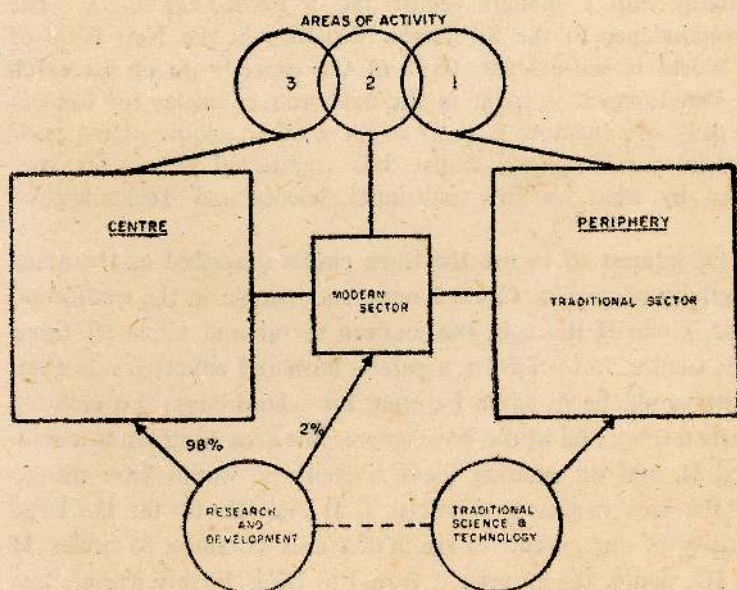 AREAS OF ACTIVITY
3
2
1
CENTRE
PERIPHERY
MODERN
SECTOR
TRADITIONAL SECTOR
98%
2%
RESEARCH
AND
DEVELOPMENT
TRADITIONAL
SCIENCE &
TECHNOLOGY